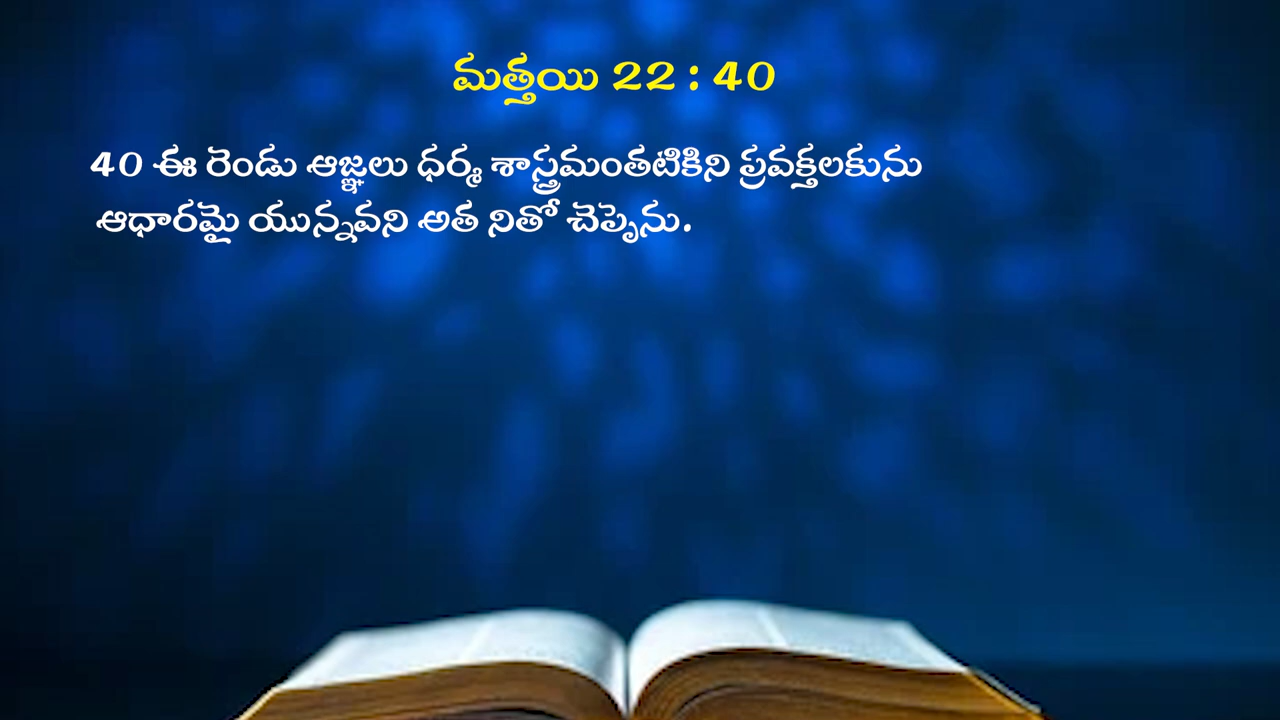 మత్తయి 22 : 40
40 ఈ రెండు ఆజ్ఞలు ధర్మ శాస్త్రమంతటికిని ప్రవక్తలకును
ఆధారమై యున్నవని అత నితో చెప్పెను.